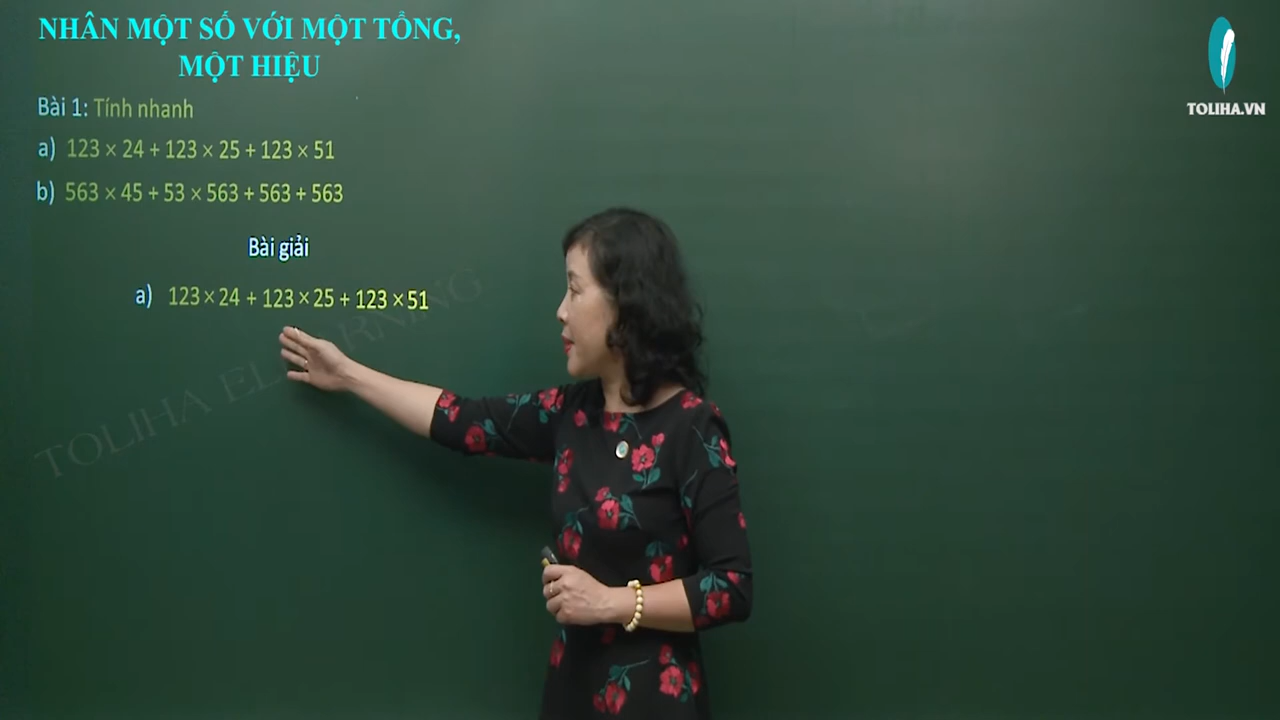 NHÂN MỘT SỐ VỚI MỘT TỔNG,
MỘT HIỆU
TOLIHA.VN
Bài 1: Tính nhanh
a) 123 × 24 + 123 × 25 + 123 × 51
b) 563 × 45 + 53 × 563 + 563 + 563
Bài giải
a) 123 × 24 + 123 × 25 + 123 × 51
TOLIHA ELEARNING